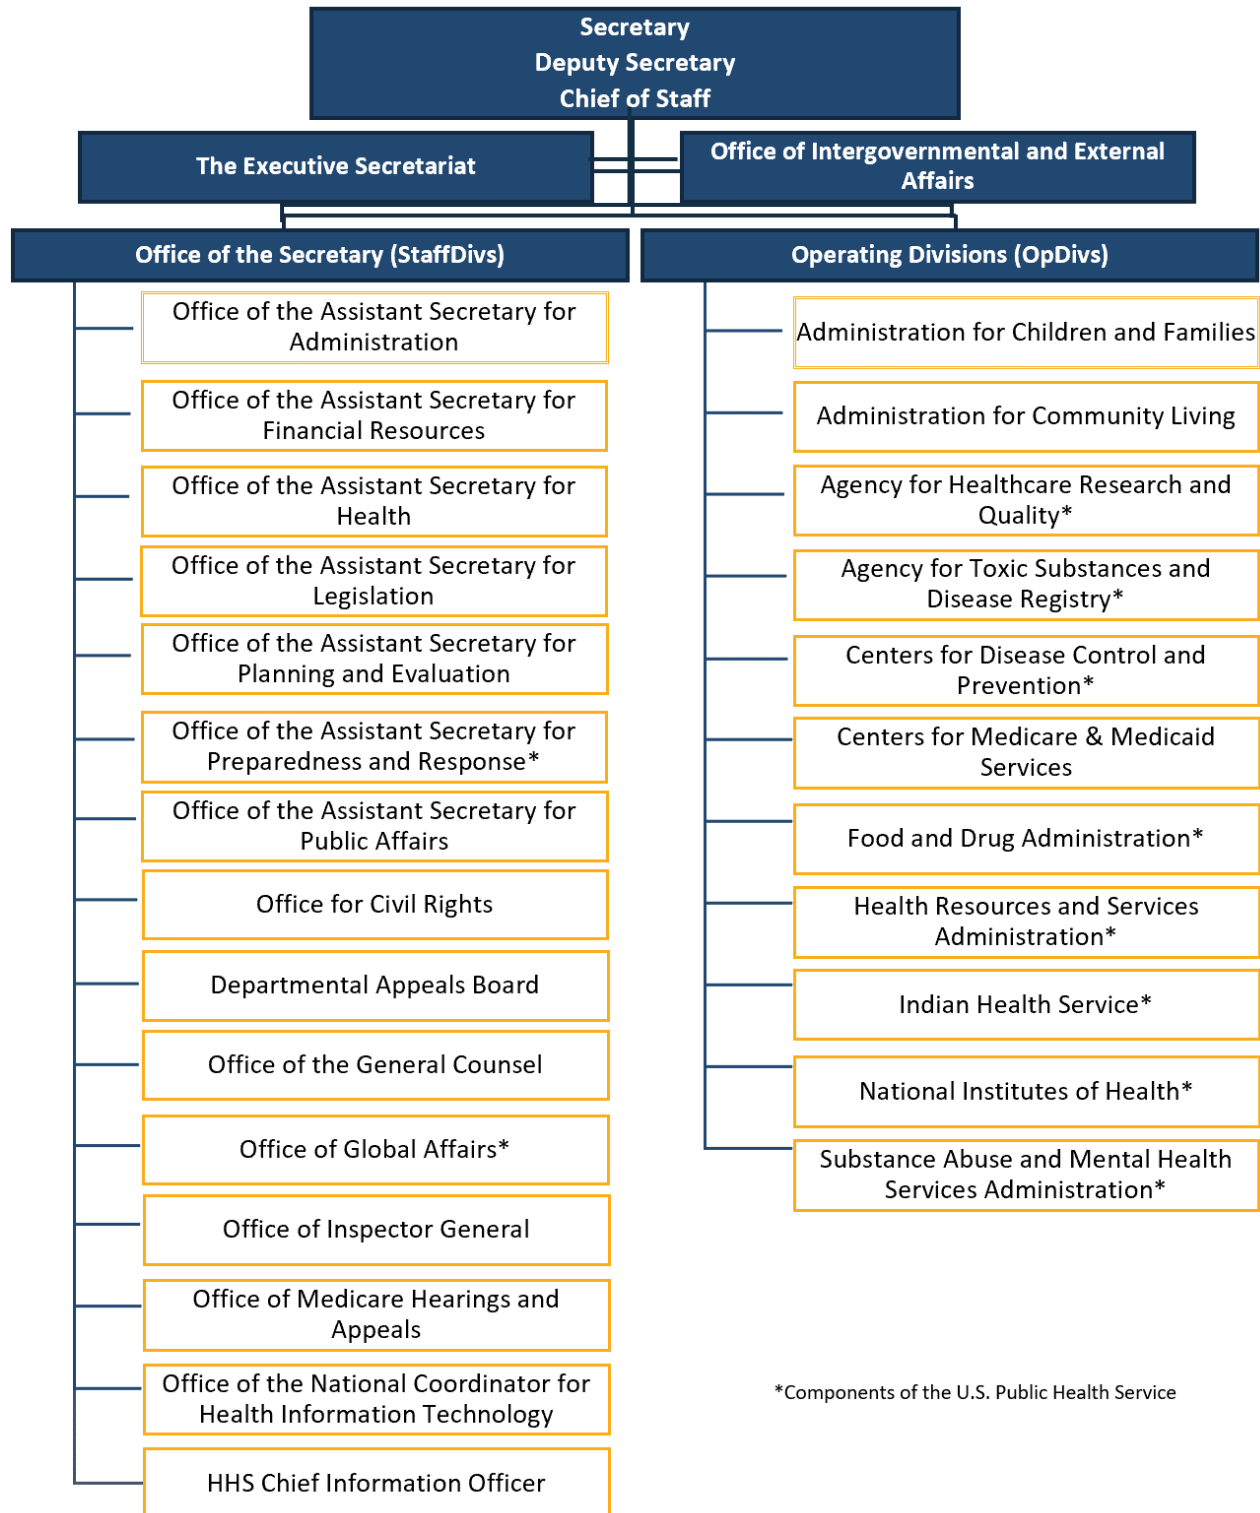 Secretary
Deputy Secretary
Chief of Staff
The Executive Secretariat
Office of Intergovernmental and External
Affairs
Office of the Secretary (StaffDivs)
Office of the Assistant Secretary for
Administration
Office of the Assistant Secretary for
Financial Resources
Office of the Assistant Secretary for
Health
Office of the Assistant Secretary for
Legislation
Office of the Assistant Secretary for
Planning and Evaluation
Office of the Assistant Secretary for
Preparedness and Response*
Office of the Assistant Secretary for
Public Affairs
Office for Civil Rights
Departmental Appeals Board
Office of the General Counsel
Office of Global Affairs*
Office of Inspector General
Office of Medicare Hearings and
Appeals
Office of the National Coordinator for
Health Information Technology
HHS Chief Information Officer
Operating Divisions (OpDivs)
Administration for Children and Families
Administration for Community Living
Agency for Healthcare Research and
Quality*
Agency for Toxic Substances and
Disease Registry*
Centers for Disease Control and
Prevention*
Centers for Medicare & Medicaid
Services
Food and Drug Administration*
Health Resources and Services
Administration*
Indian Health Service*
National Institutes of Health*
Substance Abuse and Mental Health
Services Administration*
*Components of the U.S. Public Health Service